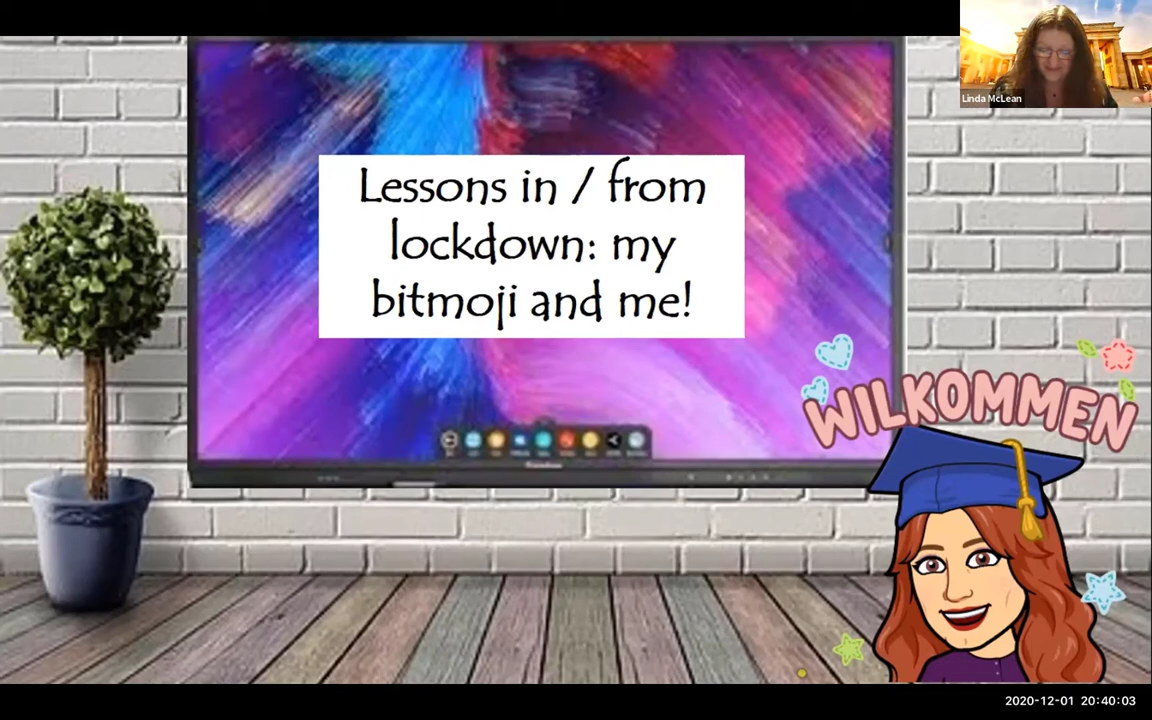 Linda McLean
Lessons in / from
lockdown: my
bitmoji and me!
WILKOMMEN
2020-12-01 20:40:03